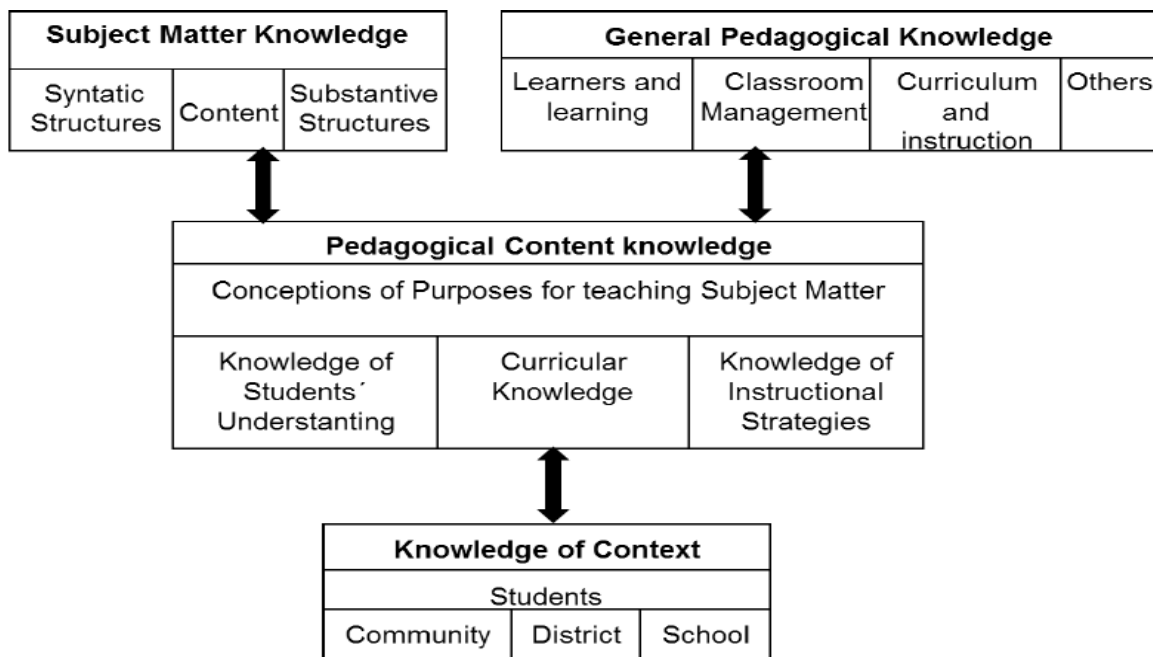 Subject Matter Knowledge
Syntatic
Structures
Content
Substantive
Structures
General Pedagogical Knowledge
Learners and
learning
Classroom
Management
Curriculum
and
instruction
Others
Pedagogical Content knowledge
Conceptions of Purposes for teaching Subject Matter
Knowledge of
Students´
Understanting
Curricular
Knowledge
Knowledge of
Instructional
Strategies
Knowledge of Context
Students
Community
District
School